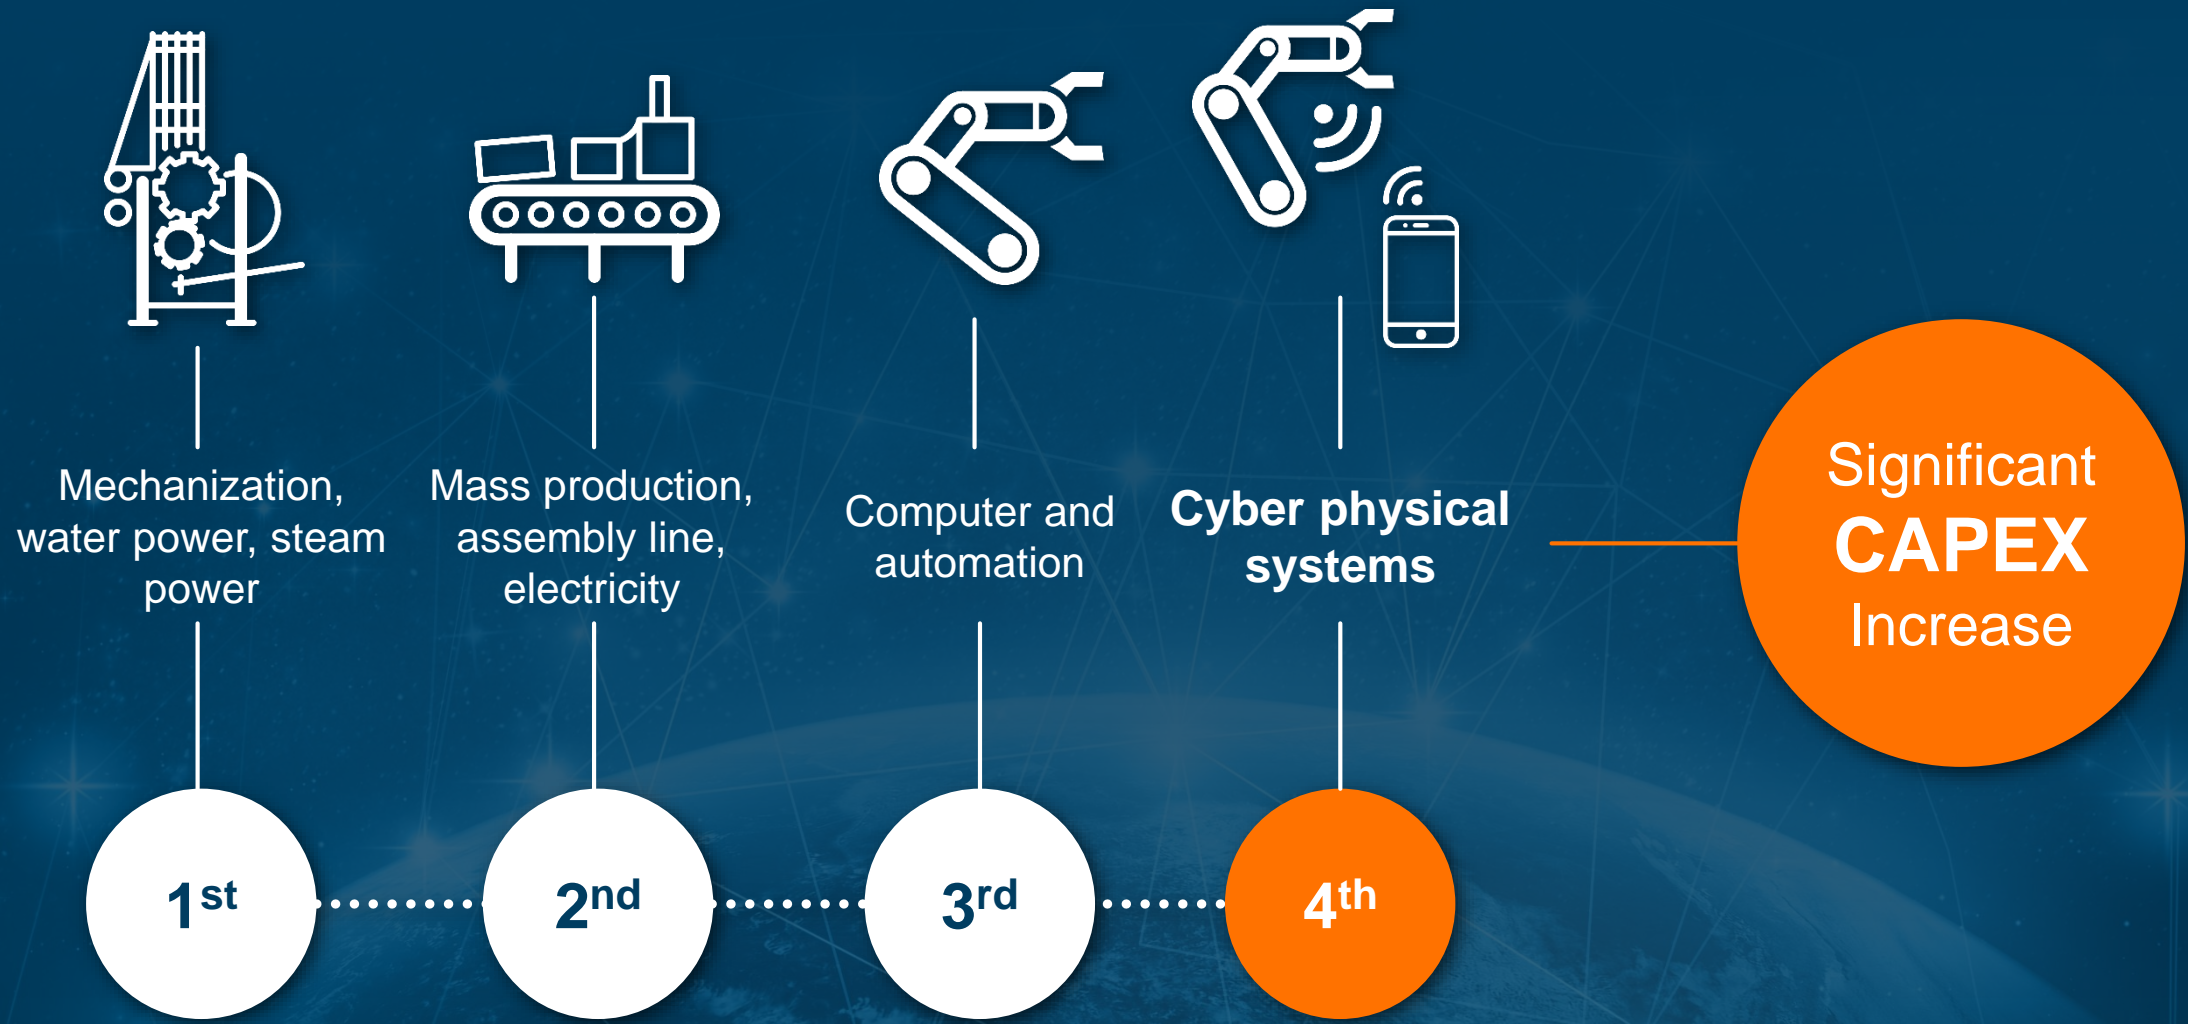 Mechanization,
water power, steam
power
Mass production,
assembly line,
electricity
Computer and
automation
Cyber physical
systems
Significant
CAPEX
Increase
1st
2nd
3rd
4th